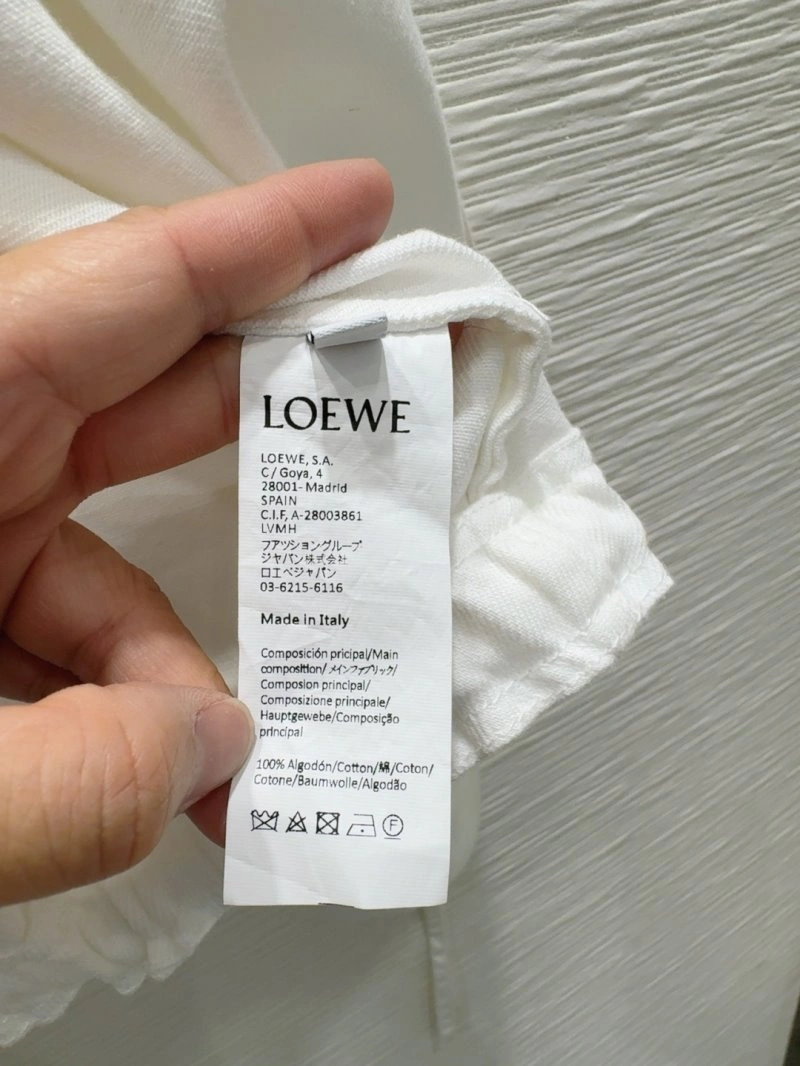 LOEWE
LOEWE, S.A.
C/ Goya, 4
28001- Madrid
SPAIN
C.I.F, A-28003861
LVMH
フアツショングループ
ジャパン株式会社
ロエベジャパン
03-6215-6116
Made in Italy
Composición pricipal/Main
composition/メインファブリック/
Composion principal/
Composizione principale/
Hauptgewebe/Composição
principal
100% Algodón/Cotton/綿/Coton/
Cotone/Baumwolle/Algodão
F